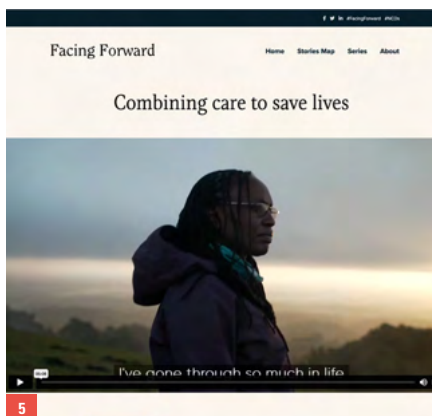 #FacingForward #NCDs
Facing Forward
Home Stories Map Series About
Combining care to save lives
I've gone through so much in life
5